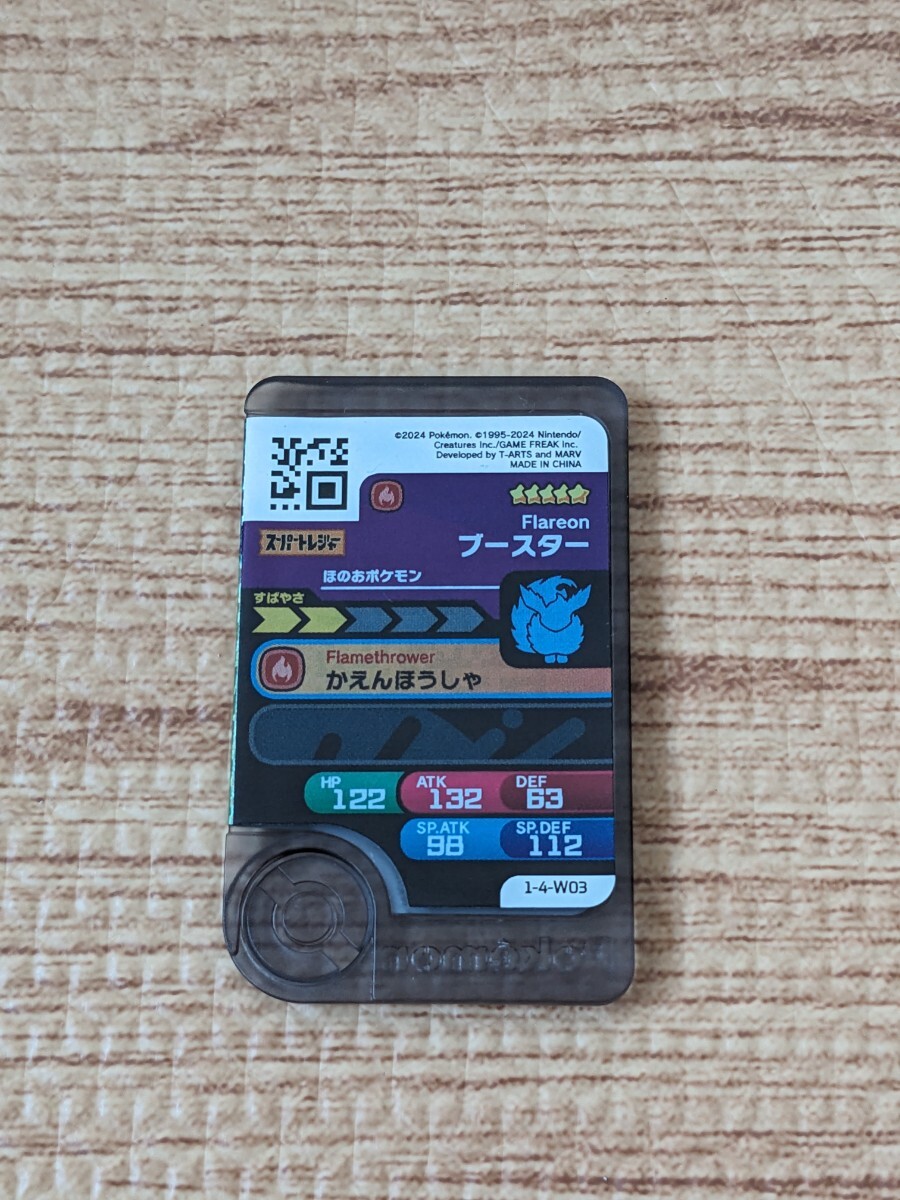 ©2024 Pokémon. ©1995-2024 Nintendo/
Creatures Inc./GAME FREAK Inc.
Developed by T-ARTS and MARV
MADE IN CHINA
Flareon
スーパートレジャー
ブースター
ほのおポケモン
すばやさ
Flamethrower
かえんほうしゃ
HP 122
ATK 132
DEF 63
SP.ATK 98
SP.DEF 112
1-4-W03